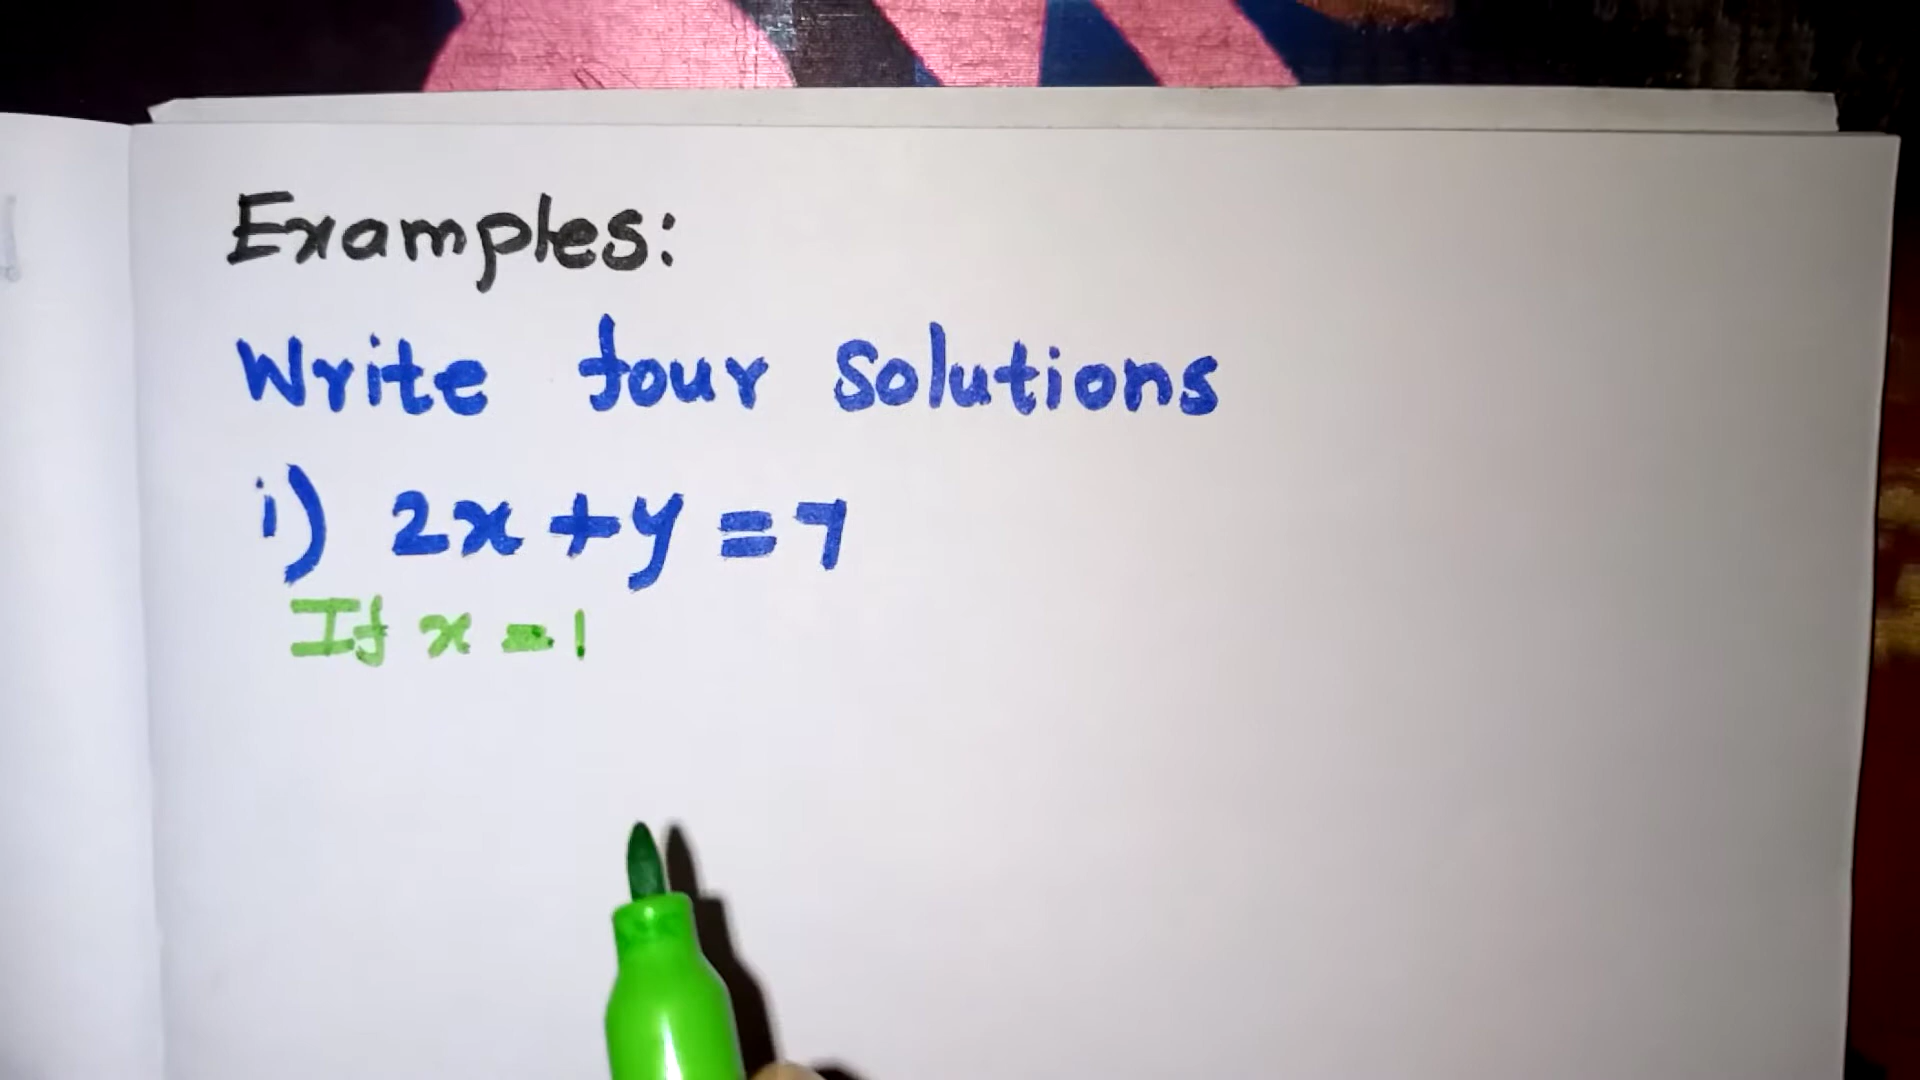 Examples:
Write four Solutions
i) 2x + y = 7
If x = 1